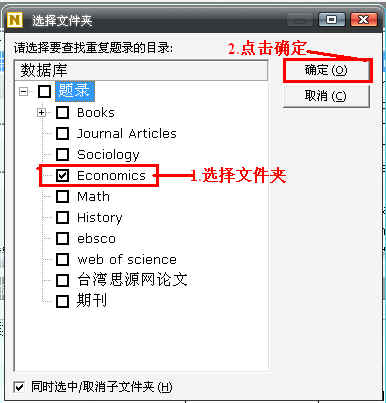 N 选择文件夹
2.点击确定
请选择要查找重复题录的目录:
数据库
确定(O)
题录
取消(C)
Books
Journal Articles
Sociology
Economics
1.选择文件夹
Math
History
ebsco
web of science
台湾思源网论文
期刊
同时选中/取消子文件夹(H)